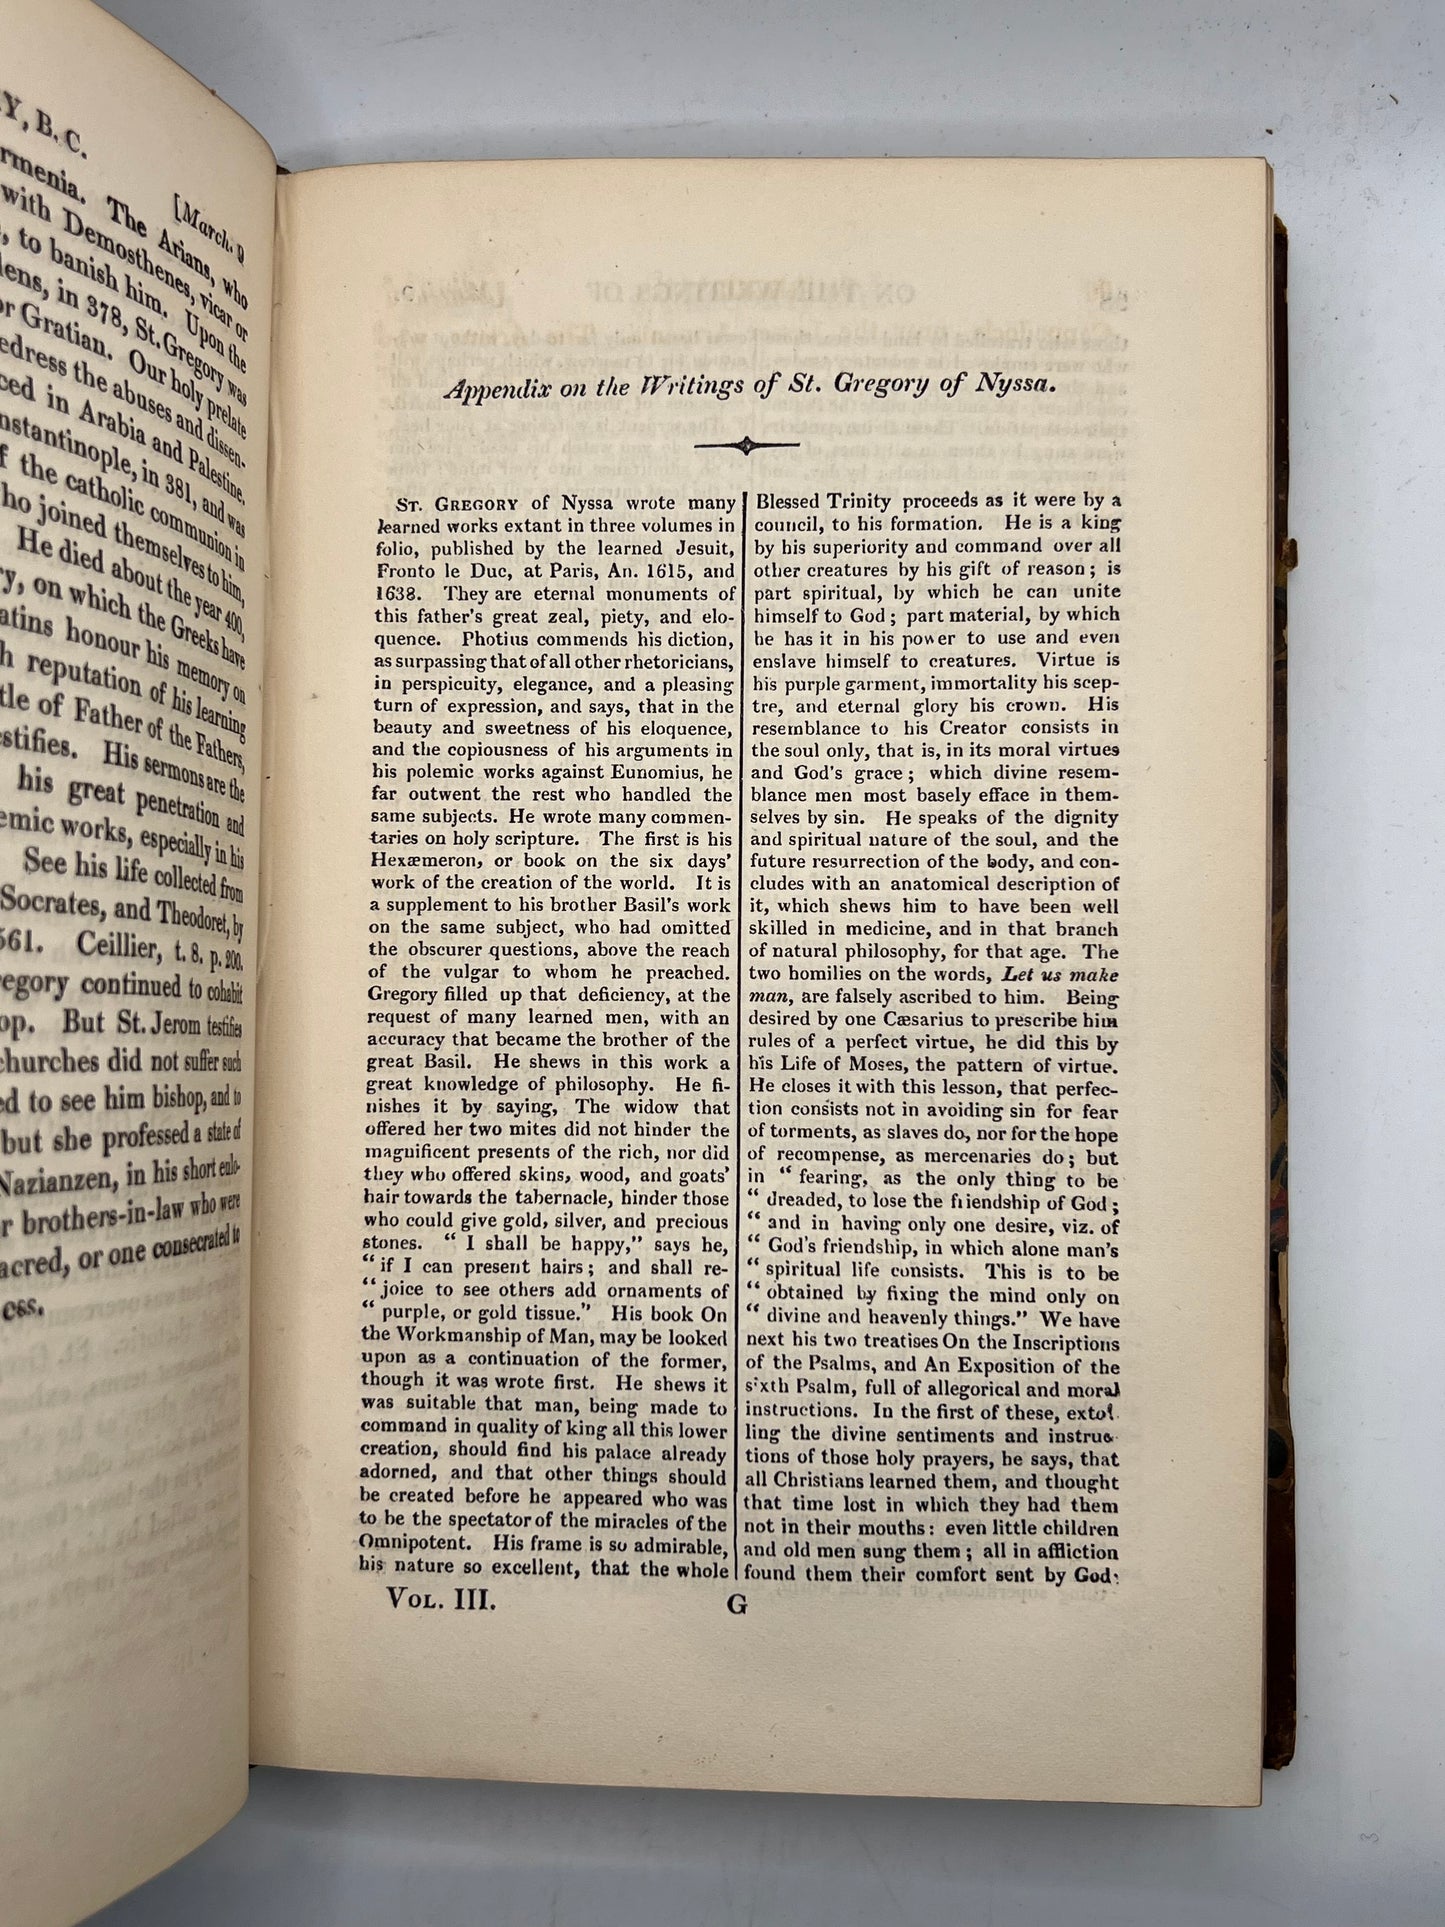 Y, B. C.
[March. 9
rmenia. The Arians, who
with Demosthenes, vicar or
to banish him. Upon the
lens, in 378, St. Gregory was
or Gratian. Our holy prelate
edress the abuses and dissen-
ced in Arabia and Palestine.
nstantinople, in 381, and was
f the catholic communion in
ho joined themselves to him,
He died about the year 400,
ry, on which the Greeks have
atins honour his memory on
h reputation of his learning
tle of Father of the Fathers,
estifies. His sermons are the
his great penetration and
emic works, especially in his
See his life collected from
Socrates, and Theodoret, by
561. Ceillier, t. 8. p. 200.
regory continued to cohabit
op. But St. Jerom testifies
churches did not suffer such
ed to see him bishop, and to
but she professed a state of
Nazianzen, in his short eulo-
r brothers-in-law who were
acred, or one consecrated to
ess.
Appendix on the Writings of St. Gregory of Nyssa.
St. Gregory of Nyssa wrote many
learned works extant in three volumes in
folio, published by the learned Jesuit,
Fronto le Duc, at Paris, An. 1615, and
1638. They are eternal monuments of
this father's great zeal, piety, and elo-
quence. Photius commends his diction,
as surpassing that of all other rhetoricians,
in perspicuity, elegance, and a pleasing
turn of expression, and says, that in the
beauty and sweetness of his eloquence,
and the copiousness of his arguments in
his polemic works against Eunomius, he
far outwent the rest who handled the
same subjects. He wrote many commen-
taries on holy scripture. The first is his
Hexæmeron, or book on the six days'
work of the creation of the world. It is
a supplement to his brother Basil's work
on the same subject, who had omitted
the obscurer questions, above the reach
of the vulgar to whom he preached.
Gregory filled up that deficiency, at the
request of many learned men, with an
accuracy that became the brother of the
great Basil. He shews in this work a
great knowledge of philosophy. He fi-
nishes it by saying, The widow that
offered her two mites did not hinder the
magnificent presents of the rich, nor did
they who offered skins, wood, and goats'
hair towards the tabernacle, hinder those
who could give gold, silver, and precious
stones. “ I shall be happy,” says he,
“ if I can present hairs; and shall re-
“ joice to see others add ornaments of
“ purple, or gold tissue.” His book On
the Workmanship of Man, may be looked
upon as a continuation of the former,
though it was wrote first. He shews it
was suitable that man, being made to
command in quality of king all this lower
creation, should find his palace already
adorned, and that other things should
be created before he appeared who was
to be the spectator of the miracles of the
Omnipotent. His frame is so admirable,
his nature so excellent, that the whole
Blessed Trinity proceeds as it were by a
council, to his formation. He is a king
by his superiority and command over all
other creatures by his gift of reason; is
part spiritual, by which he can unite
himself to God; part material, by which
he has it in his power to use and even
enslave himself to creatures. Virtue is
his purple garment, immortality his scep-
tre, and eternal glory his crown. His
resemblance to his Creator consists in
the soul only, that is, in its moral virtues
and God's grace; which divine resem-
blance men most basely efface in them-
selves by sin. He speaks of the dignity
and spiritual nature of the soul, and the
future resurrection of the body, and con-
cludes with an anatomical description of
it, which shews him to have been well
skilled in medicine, and in that branch
of natural philosophy, for that age. The
two homilies on the words, Let us make
man, are falsely ascribed to him. Being
desired by one Cæsarius to prescribe him
rules of a perfect virtue, he did this by
his Life of Moses, the pattern of virtue.
He closes it with this lesson, that perfec-
tion consists not in avoiding sin for fear
of torments, as slaves do, nor for the hope
of recompense, as mercenaries do; but
in “ fearing, as the only thing to be
“ dreaded, to lose the friendship of God;
“ and in having only one desire, viz. of
“ God's friendship, in which alone man's
“ spiritual life consists. This is to be
“ obtained by fixing the mind only on
“ divine and heavenly things.” We have
next his two treatises On the Inscriptions
of the Psalms, and An Exposition of the
sixth Psalm, full of allegorical and moral
instructions. In the first of these, extol-
ling the divine sentiments and instruc-
tions of those holy prayers, he says, that
all Christians learned them, and thought
that time lost in which they had them
not in their mouths: even little children
and old men sung them; all in affliction
found them their comfort sent by God:
Vol. III. G